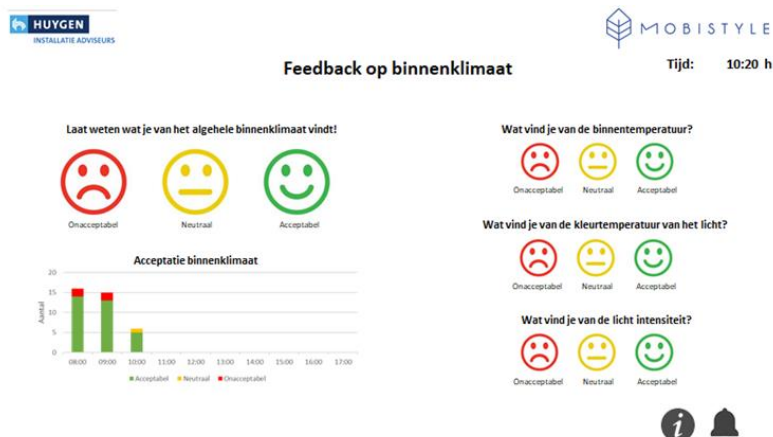 HUYGEN
INSTALLATIE ADVISEURS
MOBISTYLE
Feedback op binnenklimaat
Tijd: 10:20 h
Laat weten wat je van het algehele binnenklimaat vindt!
Onacceptabel Neutraal Acceptabel
Acceptatie binnenklimaat
Aantal
20
15
10
5
0
08:00 09:00 10:00 11:00 12:00 13:00 14:00 15:00 16:00 17:00
Acceptabel Neutraal Onacceptabel
Wat vind je van de binnentemperatuur?
Onacceptabel Neutraal Acceptabel
Wat vind je van de kleurtemperatuur van het licht?
Onacceptabel Neutraal Acceptabel
Wat vind je van de licht intensiteit?
Onacceptabel Neutraal Acceptabel
i